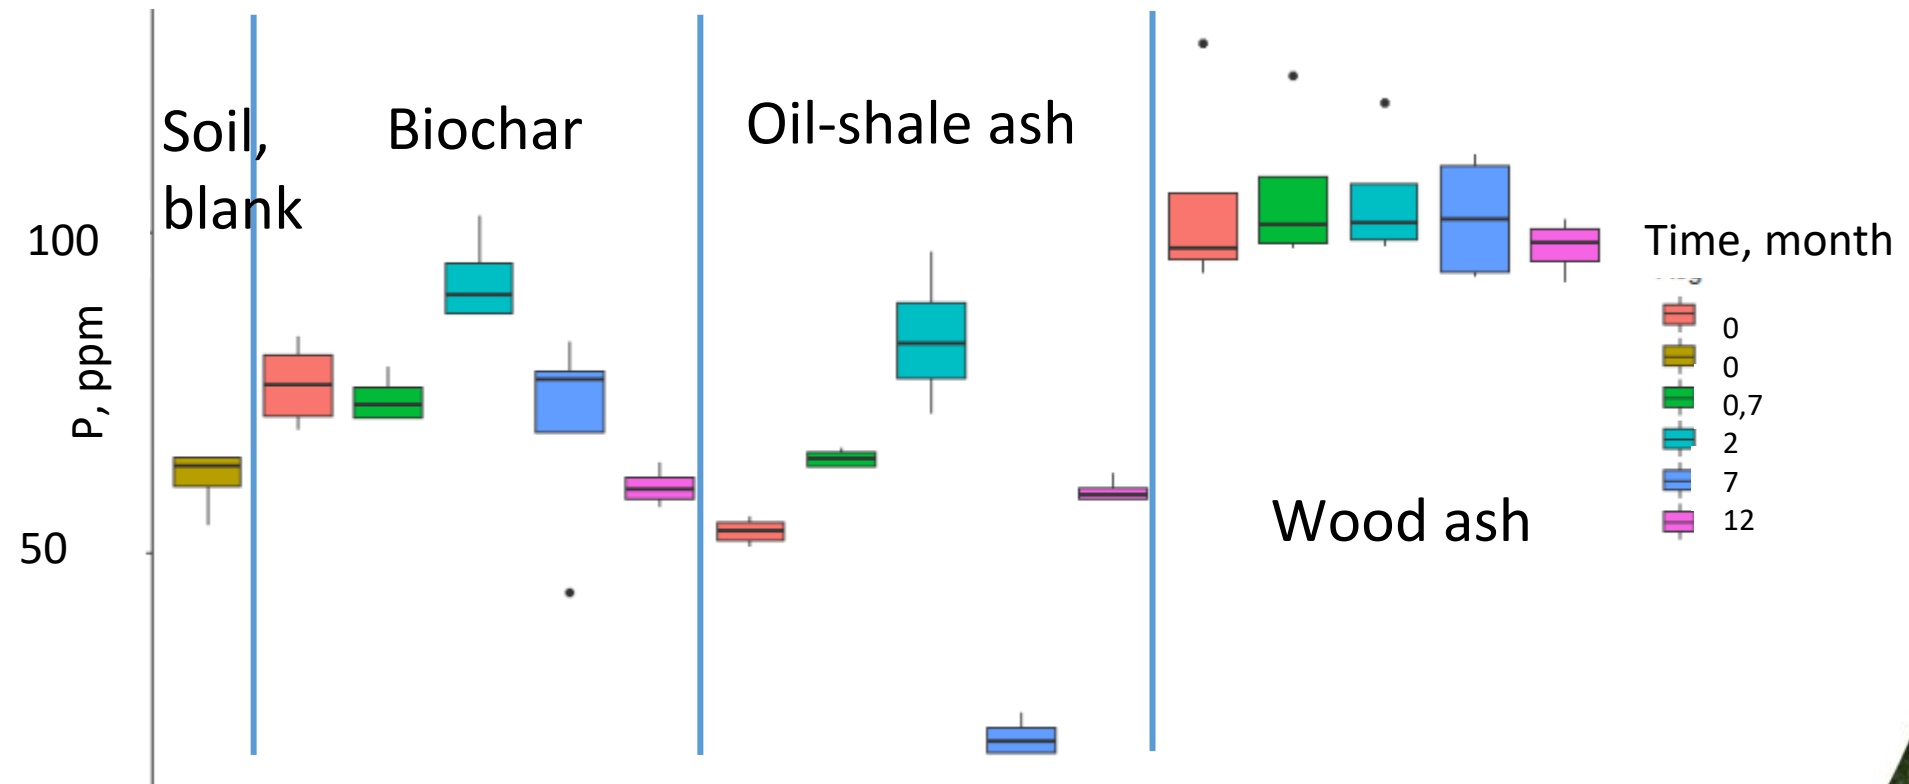 Soil,
blank
Biochar
Oil-shale ash
Wood ash
100
50
P, ppm
Time, month
0
0
0,7
2
7
12